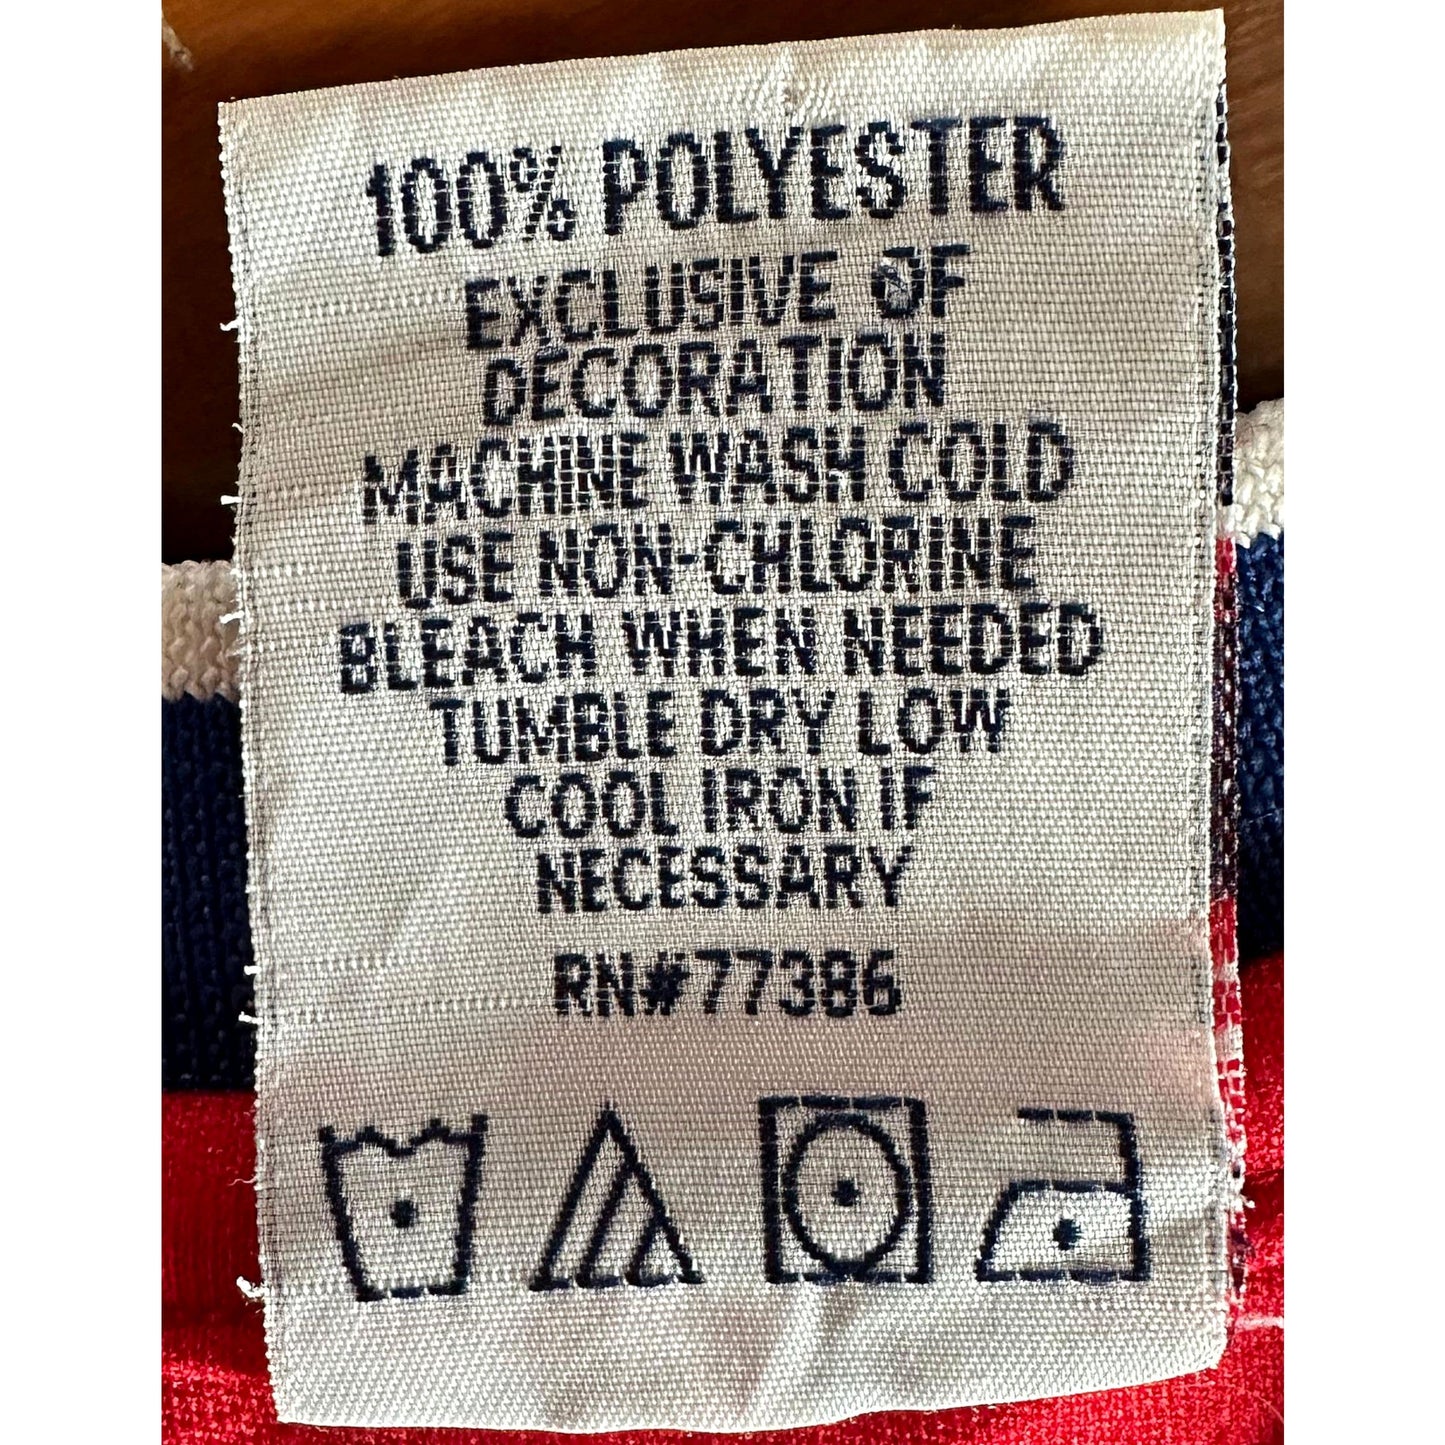 100% POLYESTER
EXCLUSIVE OF
DECORATION
MACHINE WASH COLD
USE NON-CHLORINE
BLEACH WHEN NEEDED
TUMBLE DRY LOW
COOL IRON IF
NECESSARY
RN#77386